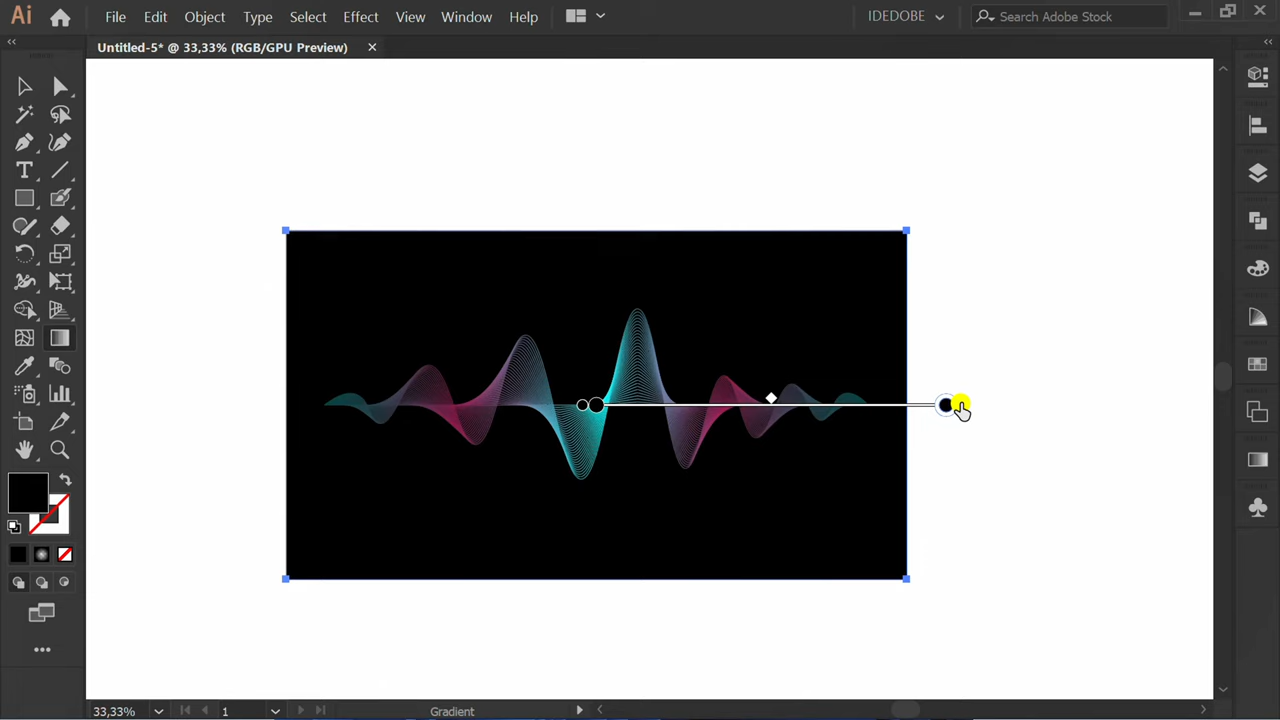 Ai File Edit Object Type Select Effect View Window Help IDEDOBE Search Adobe Stock
Untitled-5* @ 33,33% (RGB/GPU Preview)
T
33,33% 1 Gradient